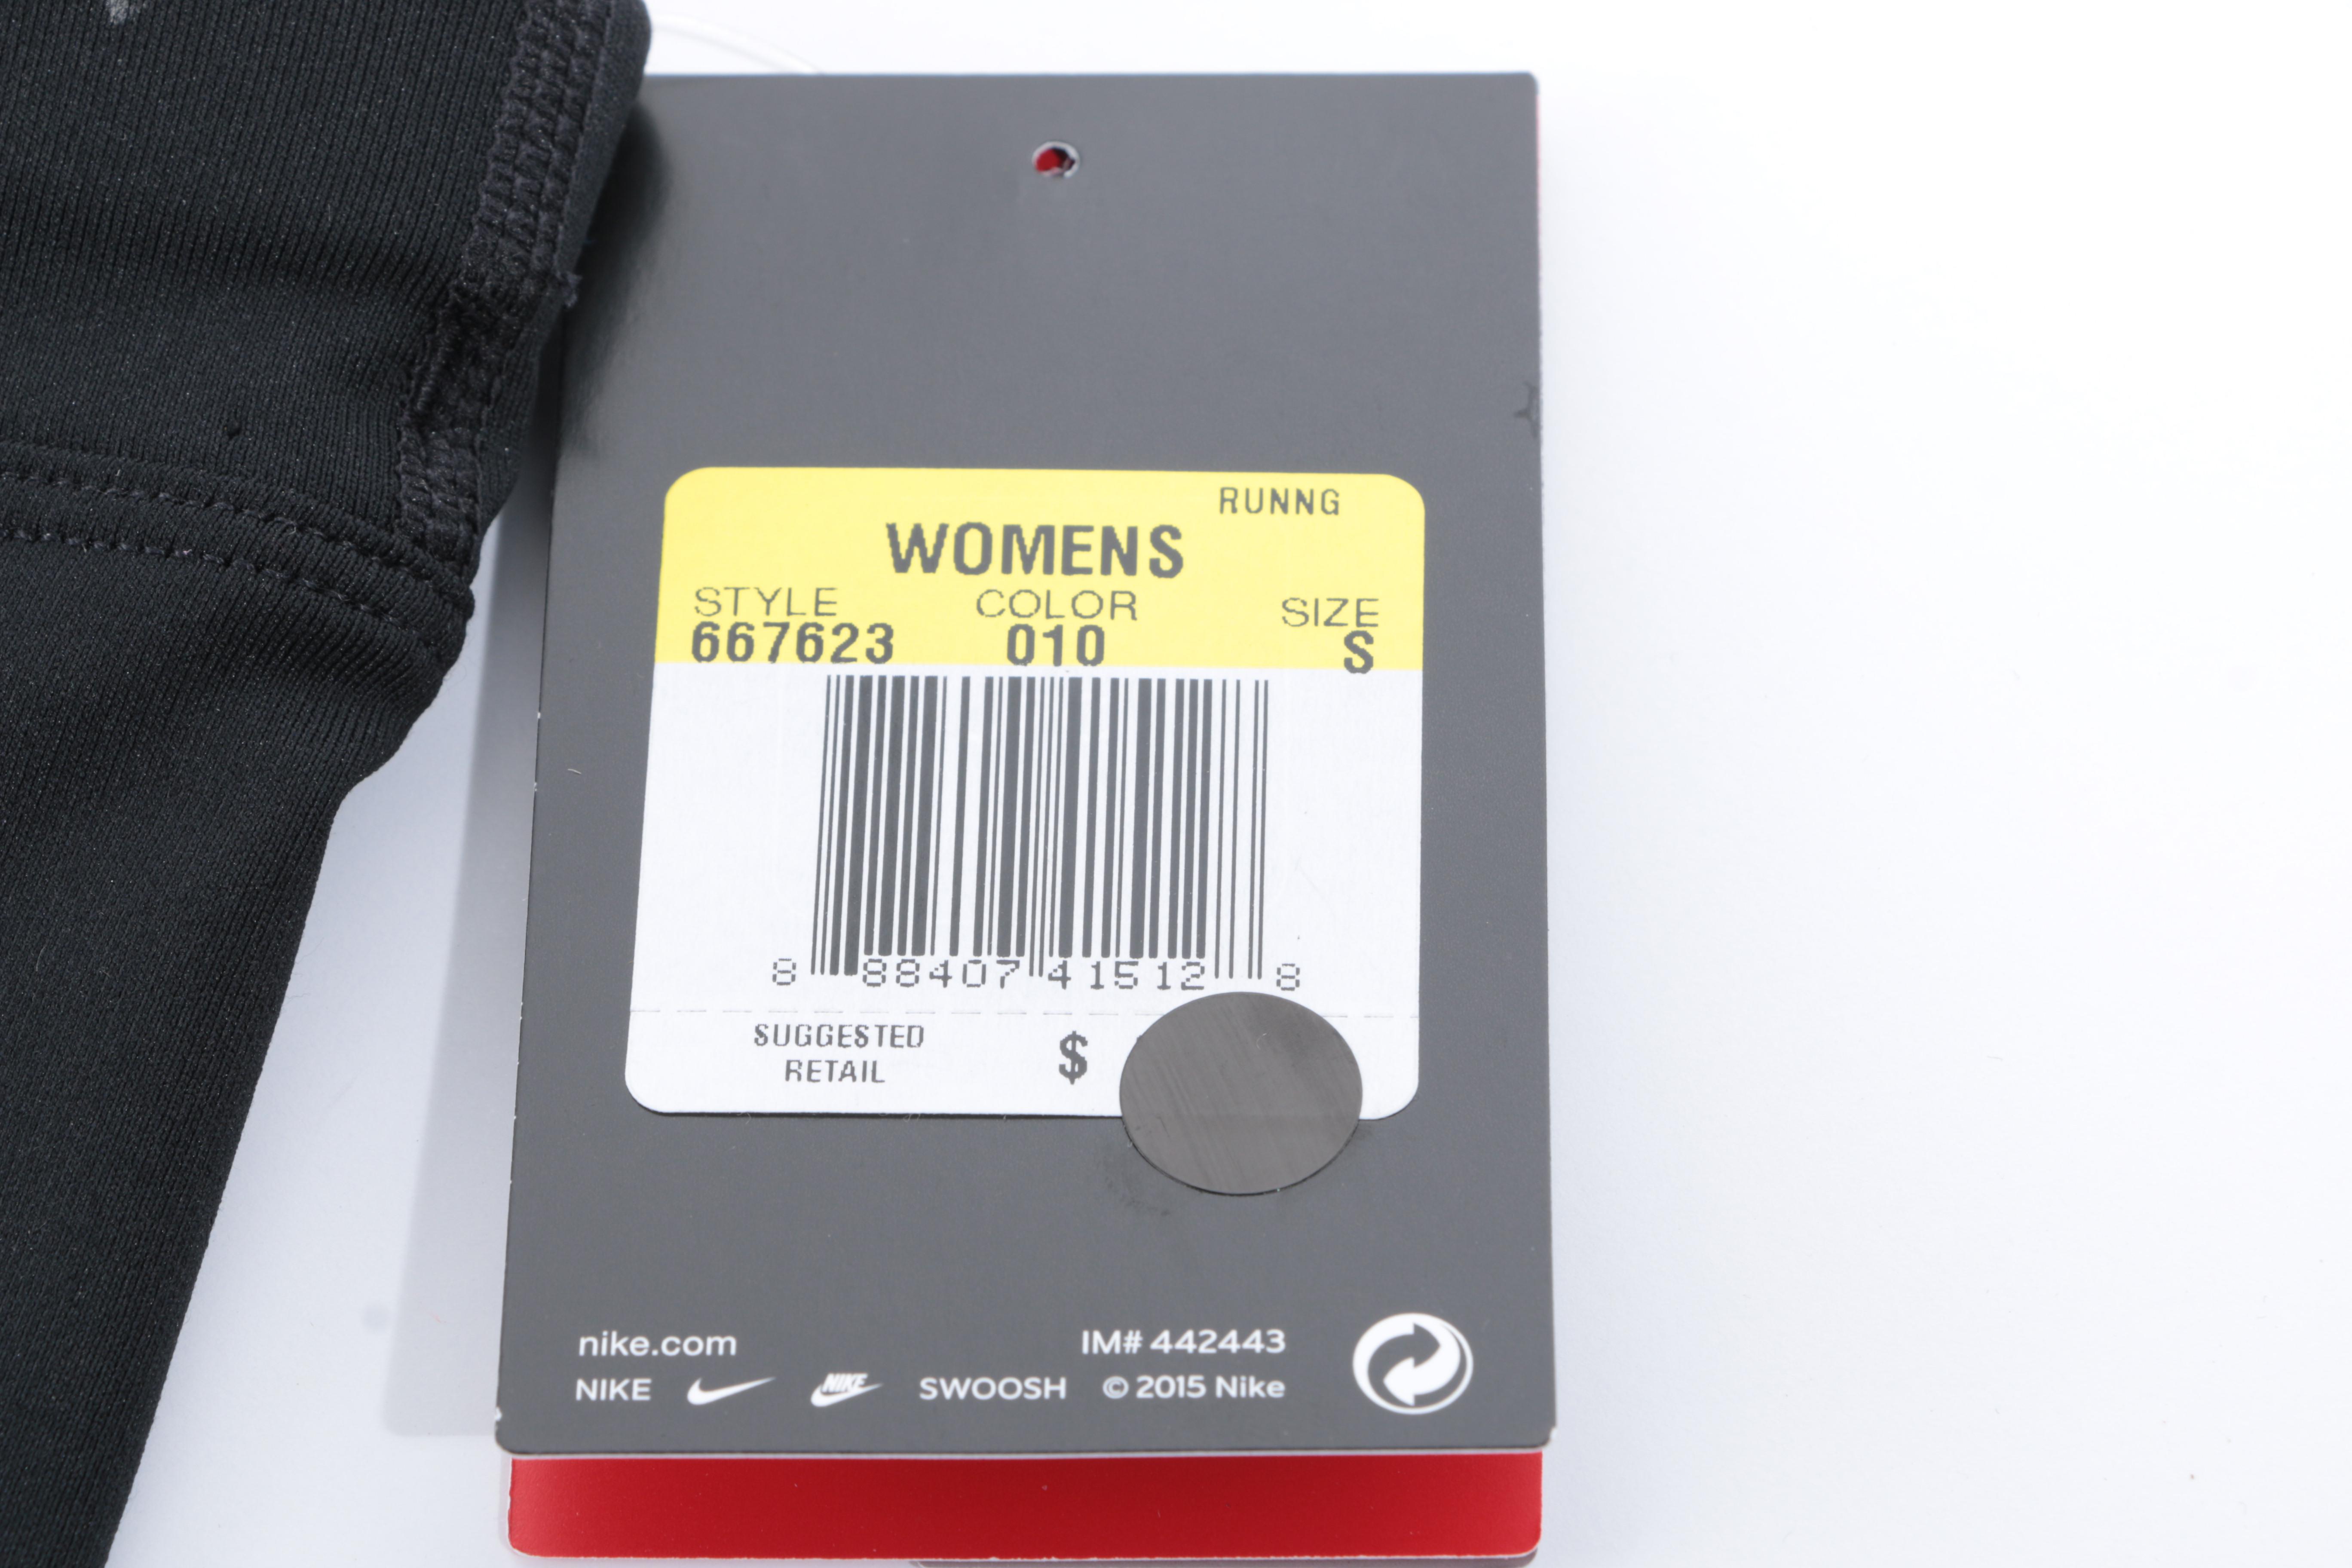 RUNNG
WOMENS
STYLE COLOR SIZE
667623 010 S
8 88407 41512 8
SUGGESTED
RETAIL $
nike.com IM# 442443
NIKE NIKE SWOOSH © 2015 Nike